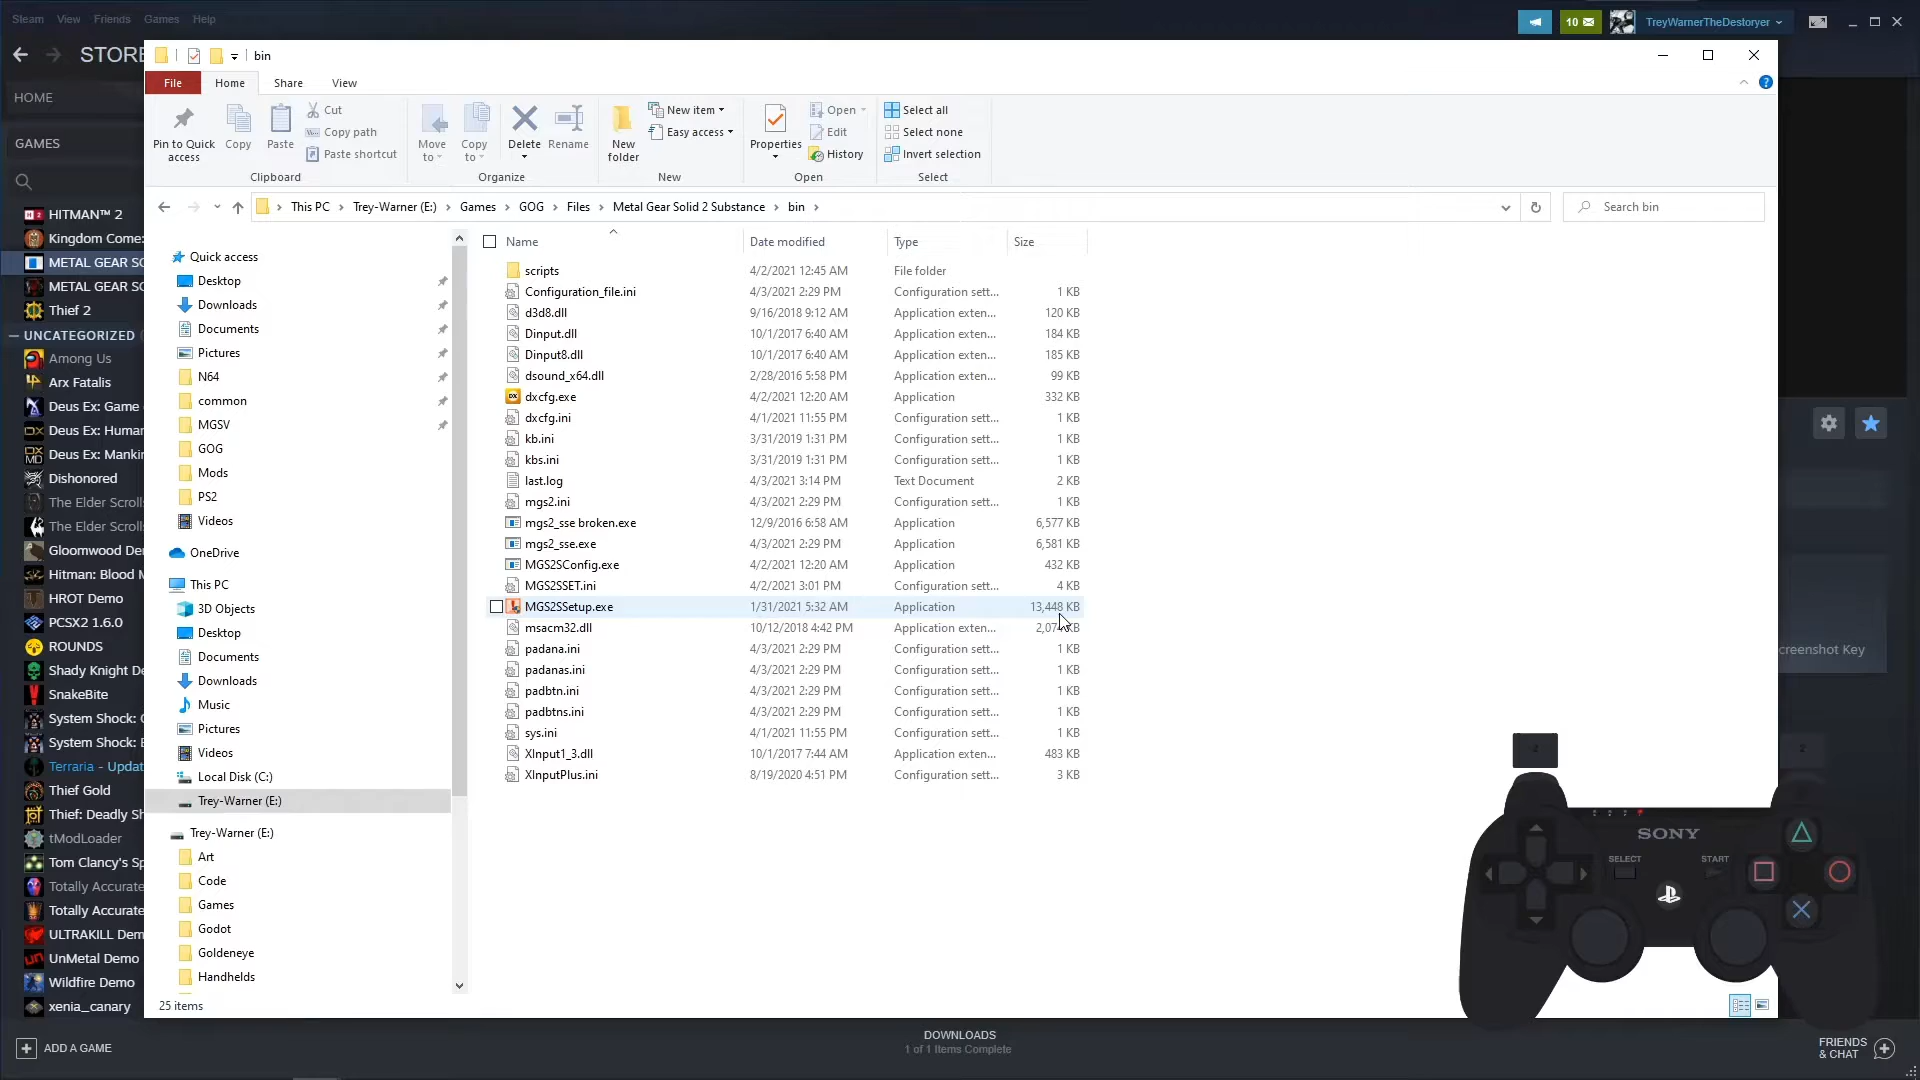 Steam View Friends Games Help
10
TreyWarnerTheDestoryer
STORE
bin
File Home Share View
HOME
GAMES
Pin to Quick access
Copy
Paste
Cut
Copy path
Paste shortcut
Clipboard
Move to
Copy to
Delete
Rename
Organize
New folder
New item
Easy access
New
Properties
Open
Edit
History
Open
Select all
Select none
Invert selection
Select
This PC > Trey-Warner (E:) > Games > GOG > Files > Metal Gear Solid 2 Substance > bin >
Search bin
HITMAN™ 2
Kingdom Come:
METAL GEAR SO
METAL GEAR SO
Thief 2
UNCATEGORIZED
Among Us
Arx Fatalis
Deus Ex: Game
Deus Ex: Human
Deus Ex: Mankin
Dishonored
The Elder Scrolls
The Elder Scrolls
Gloomwood De
Hitman: Blood M
HROT Demo
PCSX2 1.6.0
ROUNDS
Shady Knight De
SnakeBite
System Shock:
System Shock: E
Terraria - Updat
Thief Gold
Thief: Deadly Sh
tModLoader
Tom Clancy's Sp
Totally Accurate
Totally Accurate
ULTRAKILL Dem
UnMetal Demo
Wildfire Demo
xenia_canary
Quick access
Desktop
Downloads
Documents
Pictures
N64
common
MGSV
GOG
Mods
PS2
Videos
OneDrive
This PC
3D Objects
Desktop
Documents
Downloads
Music
Pictures
Videos
Local Disk (C:)
Trey-Warner (E:)
Trey-Warner (E:)
Art
Code
Games
Godot
Goldeneye
Handhelds
Name Date modified Type Size
scripts 4/2/2021 12:45 AM File folder
Configuration_file.ini 4/3/2021 2:29 PM Configuration sett... 1 KB
d3d8.dll 9/16/2018 9:12 AM Application exten... 120 KB
Dinput.dll 10/1/2017 6:40 AM Application exten... 184 KB
Dinput8.dll 10/1/2017 6:40 AM Application exten... 185 KB
dsound_x64.dll 2/28/2016 5:58 PM Application exten... 99 KB
dxcfg.exe 4/2/2021 12:20 AM Application 332 KB
dxcfg.ini 4/1/2021 11:55 PM Configuration sett... 1 KB
kb.ini 3/31/2019 1:31 PM Configuration sett... 1 KB
kbs.ini 3/31/2019 1:31 PM Configuration sett... 1 KB
last.log 4/3/2021 3:14 PM Text Document 2 KB
mgs2.ini 4/3/2021 2:29 PM Configuration sett... 1 KB
mgs2_sse broken.exe 12/9/2016 6:58 AM Application 6,577 KB
mgs2_sse.exe 4/3/2021 2:29 PM Application 6,581 KB
MGS2SConfig.exe 4/2/2021 12:20 AM Application 432 KB
MGS2SSET.ini 4/2/2021 3:01 PM Configuration sett... 4 KB
MGS2SSetup.exe 1/31/2021 5:32 AM Application 13,448 KB
msacm32.dll 10/12/2018 4:42 PM Application exten... KB
padana.ini 4/3/2021 2:29 PM Configuration sett... 1 KB
padanas.ini 4/3/2021 2:29 PM Configuration sett... 1 KB
padbtn.ini 4/3/2021 2:29 PM Configuration sett... 1 KB
padbtns.ini 4/3/2021 2:29 PM Configuration sett... 1 KB
sys.ini 4/1/2021 11:55 PM Configuration sett... 1 KB
XInput1_3.dll 10/1/2017 7:44 AM Application exten... 483 KB
XInputPlus.ini 8/19/2020 4:51 PM Configuration sett... 3 KB
creenshot Key
2
2
SONY
SELECT START
25 items
ADD A GAME
DOWNLOADS
1 of 1 Items Complete
FRIENDS & CHAT